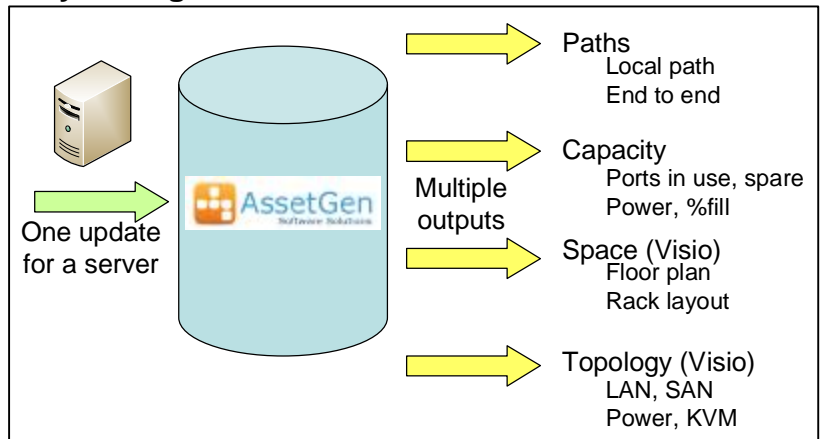 One update
for a server
AssetGen
Software Solutions
Multiple
outputs
Paths
Local path
End to end
Capacity
Ports in use, spare
Power, %fill
Space (Visio)
Floor plan
Rack layout
Topology (Visio)
LAN, SAN
Power, KVM